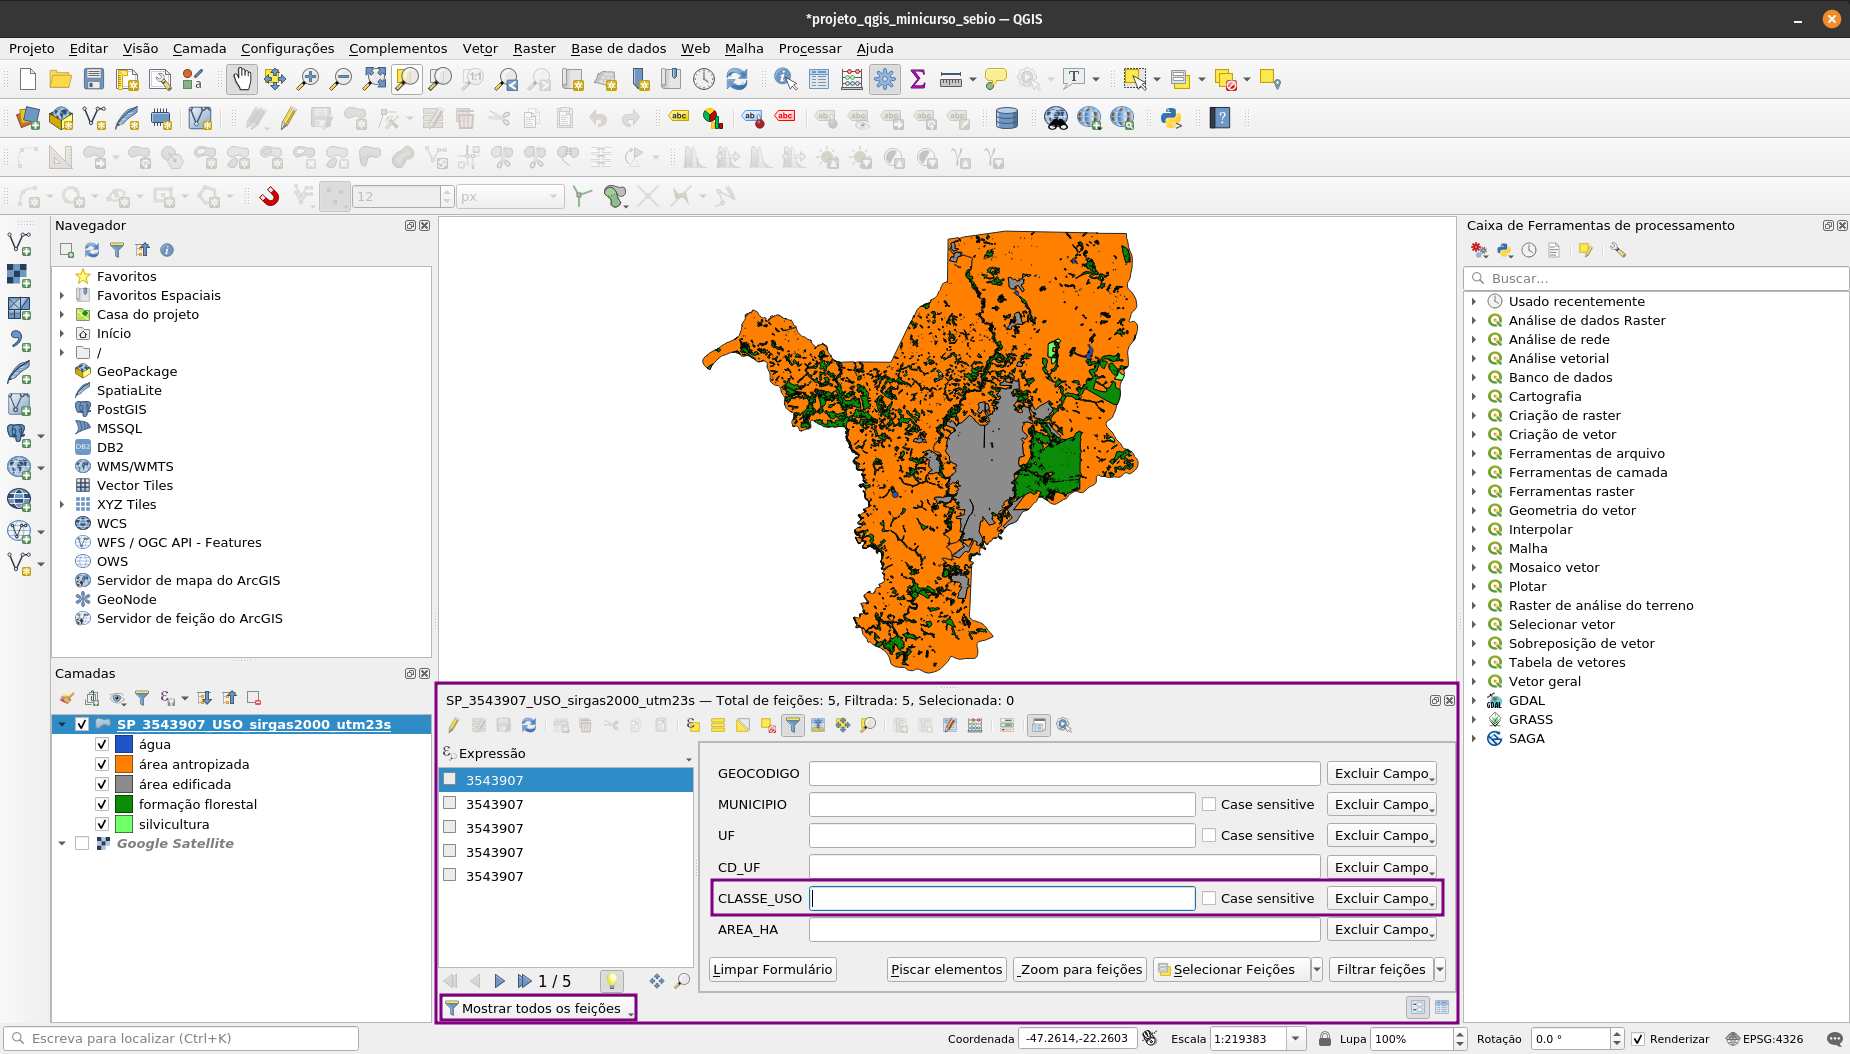 *projeto_qgis_minicurso_sebio — QGIS
Projeto Editar Visão Camada Configurações Complementos Vetor Raster Base de dados Web Malha Processar Ajuda
12 px
Navegador
Favoritos
Favoritos Espaciais
Casa do projeto
Início
/
GeoPackage
SpatiaLite
PostGIS
MSSQL
DB2
WMS/WMTS
Vector Tiles
XYZ Tiles
WCS
WFS / OGC API - Features
OWS
Servidor de mapa do ArcGIS
GeoNode
Servidor de feição do ArcGIS
Camadas
SP_3543907_USO_sirgas2000_utm23s
água
área antropizada
área edificada
formação florestal
silvicultura
Google Satellite
SP_3543907_USO_sirgas2000_utm23s — Total de feições: 5, Filtrada: 5, Selecionada: 0
Expressão
3543907
3543907
3543907
3543907
3543907
1 / 5
Mostrar todos os feições
GEOCODIGO Excluir Campo
MUNICIPIO Case sensitive Excluir Campo
UF Case sensitive Excluir Campo
CD_UF Excluir Campo
CLASSE_USO Case sensitive Excluir Campo
AREA_HA Excluir Campo
Limpar Formulário Piscar elementos Zoom para feições Selecionar Feições Filtrar feições
Caixa de Ferramentas de processamento
Buscar...
Usado recentemente
Análise de dados Raster
Análise de rede
Análise vetorial
Banco de dados
Cartografia
Criação de raster
Criação de vetor
Ferramentas de arquivo
Ferramentas de camada
Ferramentas raster
Geometria do vetor
Interpolar
Malha
Mosaico vetor
Plotar
Raster de análise do terreno
Selecionar vetor
Sobreposição de vetor
Tabela de vetores
Vetor geral
GDAL
GRASS
SAGA
Escreva para localizar (Ctrl+K) Coordenada -47.2614,-22.2603 Escala 1:219383 Lupa 100% Rotação 0.0 ° Renderizar EPSG:4326